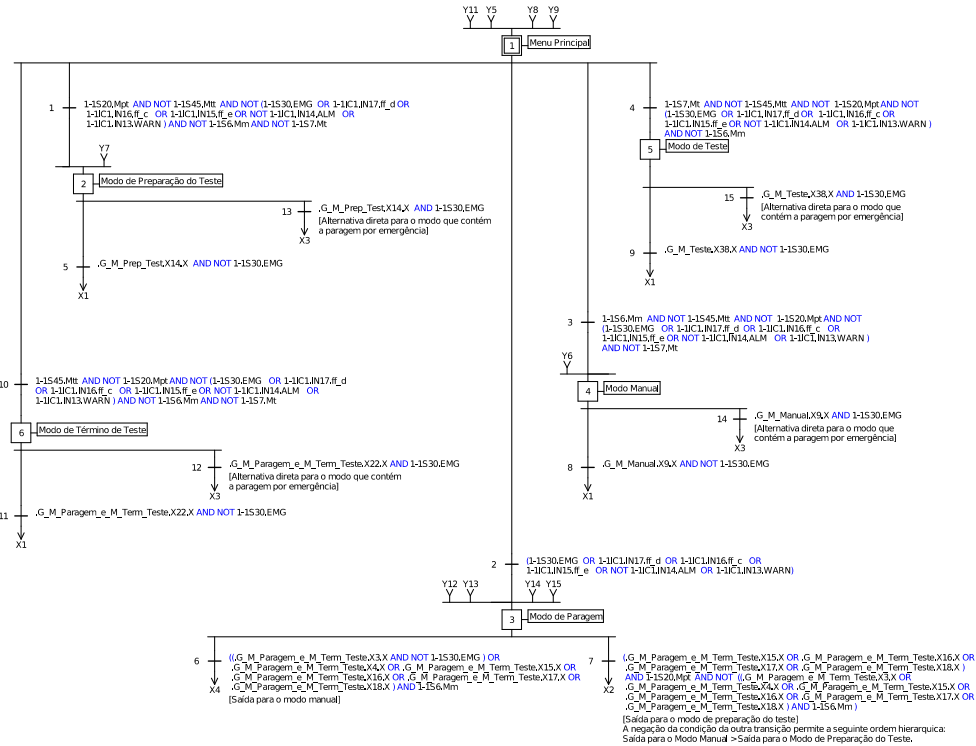 Y11 Y5 Y8 Y9
1 Menu Principal
1 1-1S20.Mpt AND NOT 1-1S45.Mtt AND NOT (1-1S30.EMG OR 1-1IC1.IN17.ff_d OR
1-1IC1.IN16.ff_c OR 1-1IC1.IN15.ff_e OR NOT 1-1IC1.IN14.ALM OR
1-1IC1.IN13.WARN ) AND NOT 1-1S6.Mm AND NOT 1-1S7.Mt
Y7
2 Modo de Preparação do Teste
13 .G_M_Prep_Test.X14.X AND 1-1S30.EMG
[Alternativa direta para o modo que contém
a paragem por emergência]
X3
5 .G_M_Prep_Test.X14.X AND NOT 1-1S30.EMG
X1
4 1-1S7.Mt AND NOT 1-1S45.Mtt AND NOT 1-1S20.Mpt AND NOT
(1-1S30.EMG OR 1-1IC1.IN17.ff_d OR 1-1IC1.IN16.ff_c OR
1-1IC1.IN15.ff_e OR NOT 1-1IC1.IN14.ALM OR 1-1IC1.IN13.WARN )
AND NOT 1-1S6.Mm
5 Modo de Teste
15 .G_M_Teste.X38.X AND 1-1S30.EMG
[Alternativa direta para o modo que
contém a paragem por emergência]
X3
9 .G_M_Teste.X38.X AND NOT 1-1S30.EMG
X1
3 1-1S6.Mm AND NOT 1-1S45.Mtt AND NOT 1-1S20.Mpt AND NOT
(1-1S30.EMG OR 1-1IC1.IN17.ff_d OR 1-1IC1.IN16.ff_c OR
1-1IC1.IN15.ff_e OR NOT 1-1IC1.IN14.ALM OR 1-1IC1.IN13.WARN )
AND NOT 1-1S7.Mt
Y6
4 Modo Manual
14 .G_M_Manual.X9.X AND 1-1S30.EMG
[Alternativa direta para o modo que
contém a paragem por emergência]
X3
8 .G_M_Manual.X9.X AND NOT 1-1S30.EMG
X1
10 1-1S45.Mtt AND NOT 1-1S20.Mpt AND NOT (1-1S30.EMG OR 1-1IC1.IN17.ff_d
OR 1-1IC1.IN16.ff_c OR 1-1IC1.IN15.ff_e OR NOT 1-1IC1.IN14.ALM OR
1-1IC1.IN13.WARN ) AND NOT 1-1S6.Mm AND NOT 1-1S7.Mt
6 Modo de Término de Teste
12 .G_M_Paragem_e_M_Term_Teste.X22.X AND 1-1S30.EMG
[Alternativa direta para o modo que contém
a paragem por emergência]
X3
11 .G_M_Paragem_e_M_Term_Teste.X22.X AND NOT 1-1S30.EMG
X1
2 (1-1S30.EMG OR 1-1IC1.IN17.ff_d OR 1-1IC1.IN16.ff_c OR
1-1IC1.IN15.ff_e OR NOT 1-1IC1.IN14.ALM OR 1-1IC1.IN13.WARN)
Y12 Y13 Y14 Y15
3 Modo de Paragem
6 ((.G_M_Paragem_e_M_Term_Teste.X3.X AND NOT 1-1S30.EMG ) OR
.G_M_Paragem_e_M_Term_Teste.X4.X OR .G_M_Paragem_e_M_Term_Teste.X15.X OR
.G_M_Paragem_e_M_Term_Teste.X16.X OR .G_M_Paragem_e_M_Term_Teste.X17.X OR
.G_M_Paragem_e_M_Term_Teste.X18.X ) AND 1-1S6.Mm
[Saída para o modo manual]
X4
7 (.G_M_Paragem_e_M_Term_Teste.X15.X OR .G_M_Paragem_e_M_Term_Teste.X16.X OR
.G_M_Paragem_e_M_Term_Teste.X17.X OR .G_M_Paragem_e_M_Term_Teste.X18.X )
AND 1-1S20.Mpt AND NOT ((.G_M_Paragem_e_M_Term_Teste.X3.X OR
.G_M_Paragem_e_M_Term_Teste.X4.X OR .G_M_Paragem_e_M_Term_Teste.X15.X OR
.G_M_Paragem_e_M_Term_Teste.X16.X OR .G_M_Paragem_e_M_Term_Teste.X17.X OR
.G_M_Paragem_e_M_Term_Teste.X18.X ) AND 1-1S6.Mm )
X2
[Saída para o modo de preparação do teste]
A negação da condição da outra transição permite a seguinte ordem hierarquica:
Saída para o Modo Manual > Saída para o Modo de Preparação do Teste.